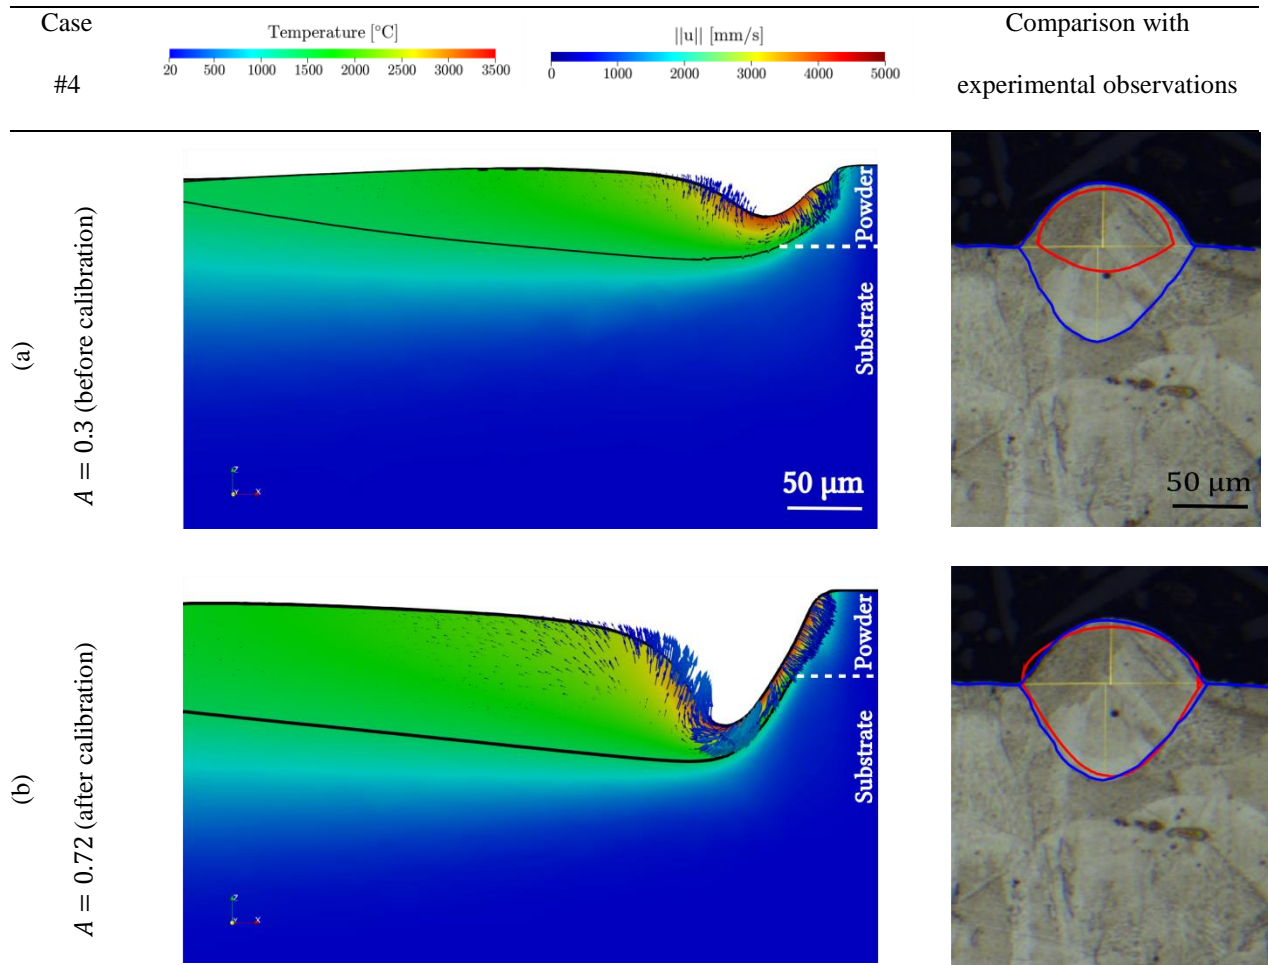 Case
#4
Temperature [°C]
20 500 1000 1500 2000 2500 3000 3500
||u|| [mm/s]
0 1000 2000 3000 4000 5000
Comparison with
experimental observations
(a)
A = 0.3 (before calibration)
Powder
Substrate
Z
Y
X
50 μm
50 μm
(b)
A = 0.72 (after calibration)
Powder
Substrate
Z
Y
X